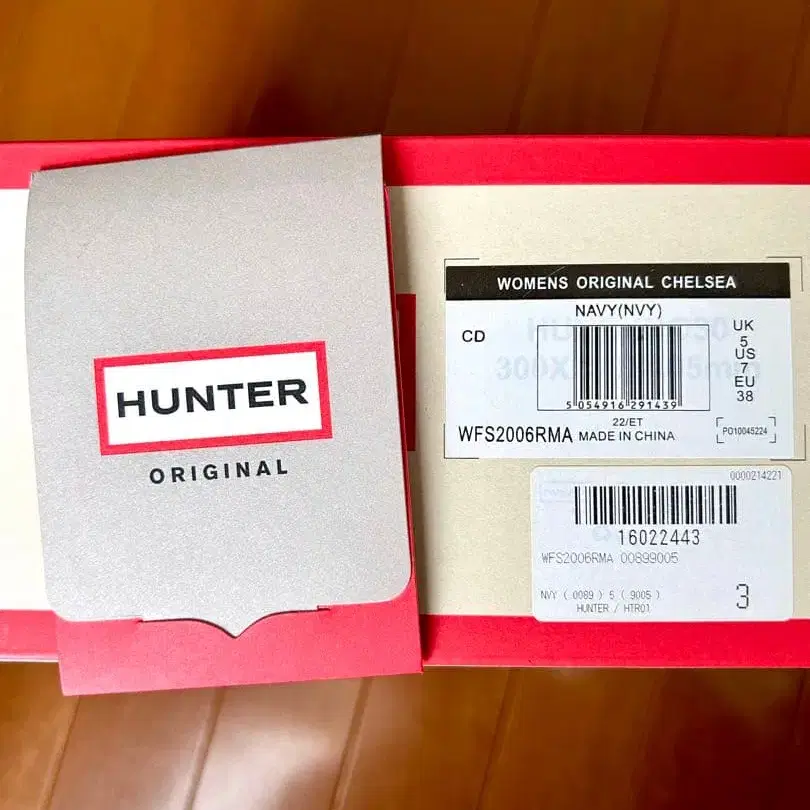 HUNTER
ORIGINAL
WOMENS ORIGINAL CHELSEA
NAVY(NVY)
CD
UK
5
US
7
EU
38
5 054916 291439
22/ET
WFS2006RMA MADE IN CHINA
PO10045224
0000214221
16022443
WFS2006RMA 00899005
NVY ( 0089 ) 5 ( 9005 )
3
HUNTER / HTR01